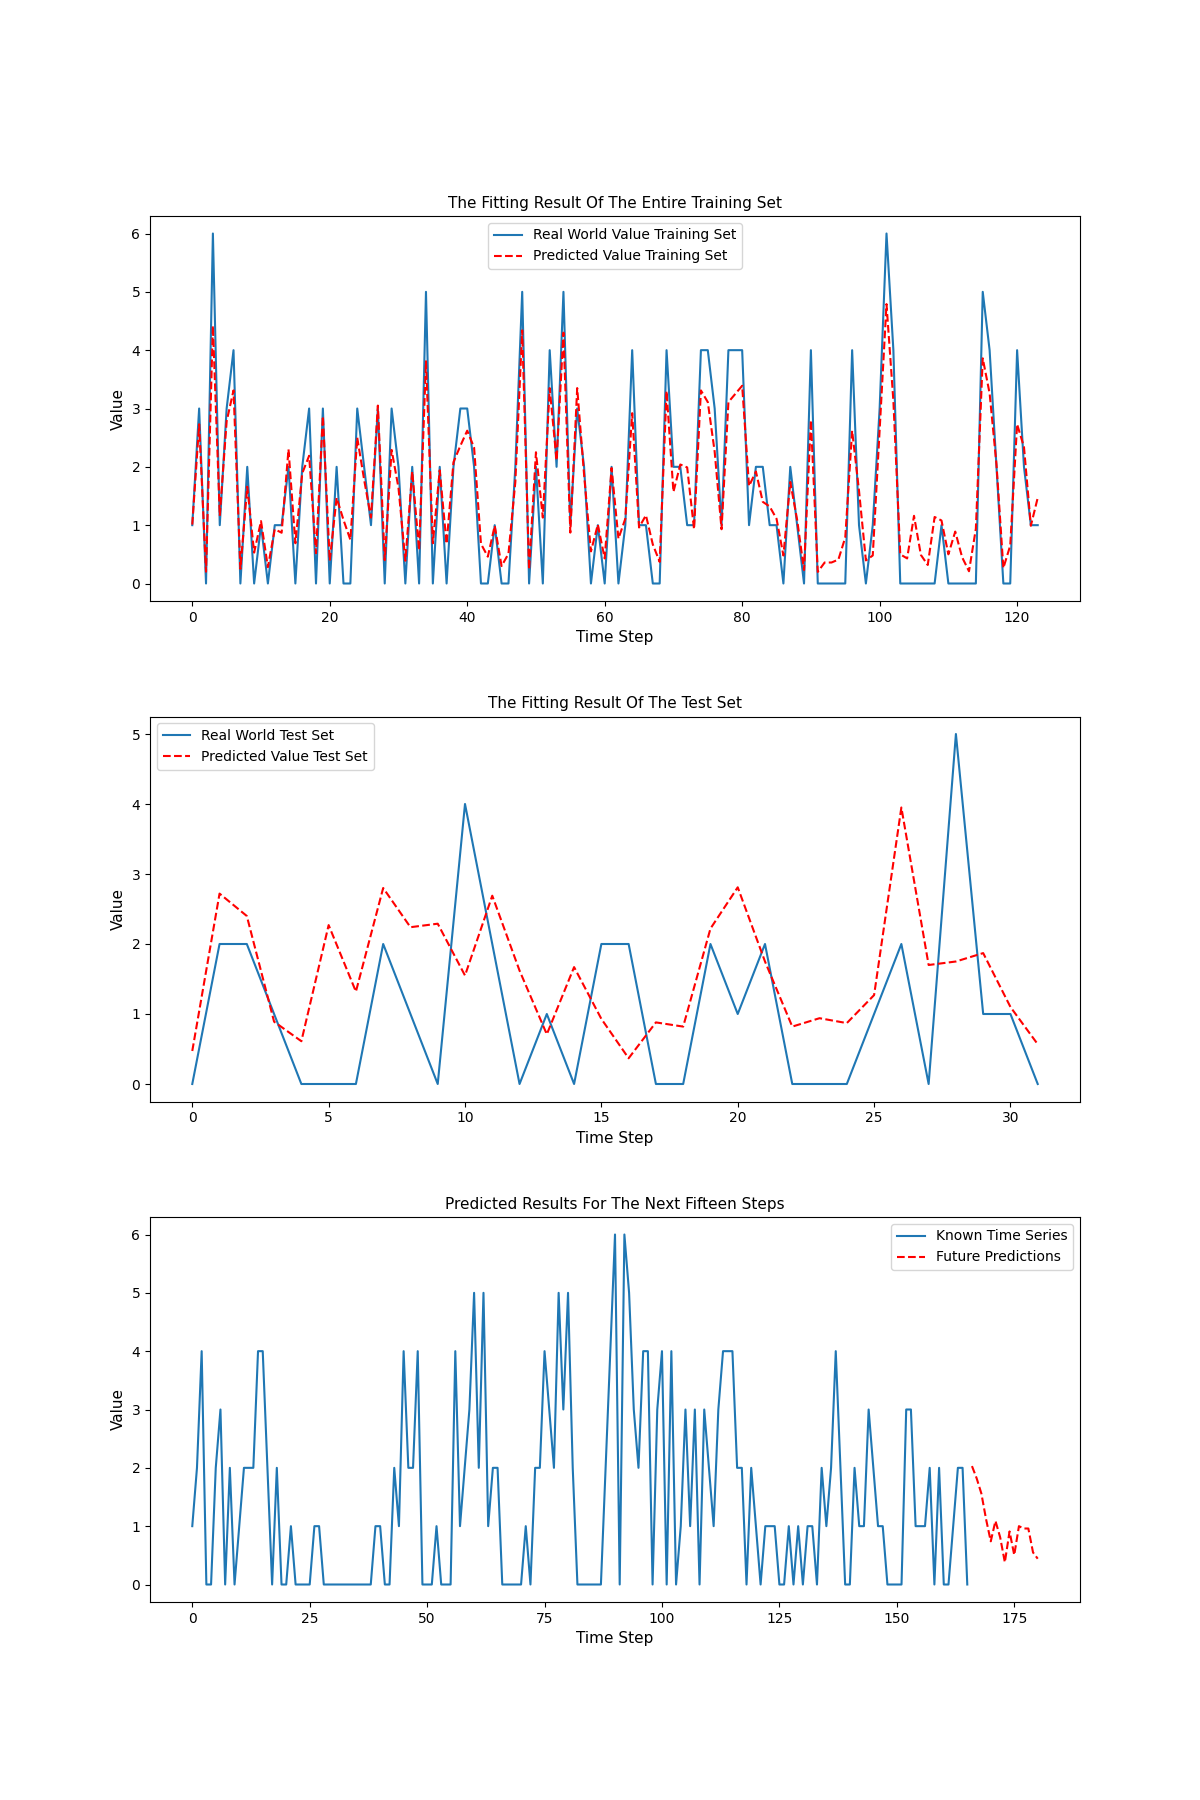 The Fitting Result Of The Entire Training Set
Real World Value Training Set
Predicted Value Training Set
Value
6
5
4
3
2
1
0
0 20 40 60 80 100 120
Time Step
The Fitting Result Of The Test Set
Real World Test Set
Predicted Value Test Set
Value
5
4
3
2
1
0
0 5 10 15 20 25 30
Time Step
Predicted Results For The Next Fifteen Steps
Known Time Series
Future Predictions
Value
6
5
4
3
2
1
0
0 25 50 75 100 125 150 175
Time Step